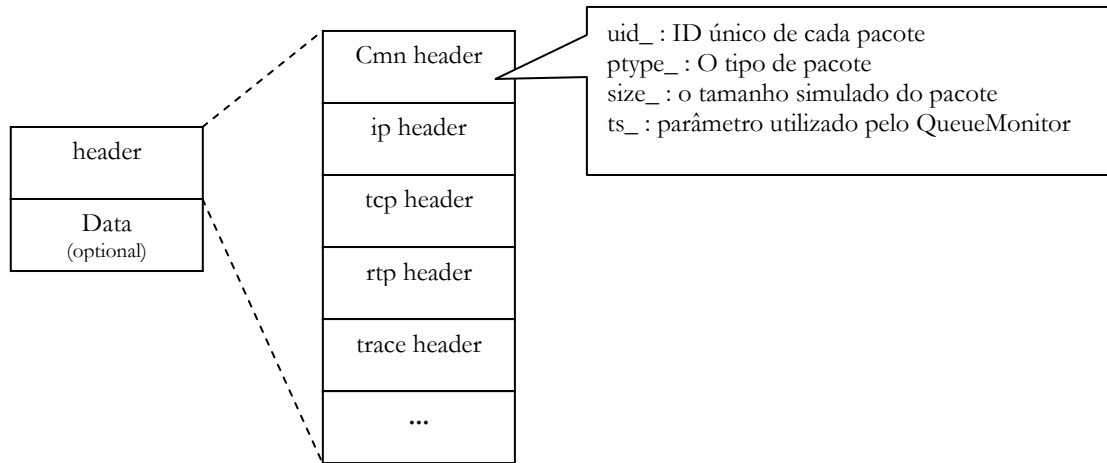 header
Data
(optional)
Cmn header
ip header
tcp header
rtp header
trace header
...
uid_ : ID único de cada pacote
ptype_ : O tipo de pacote
size_ : o tamanho simulado do pacote
ts_ : parâmetro utilizado pelo QueueMonitor